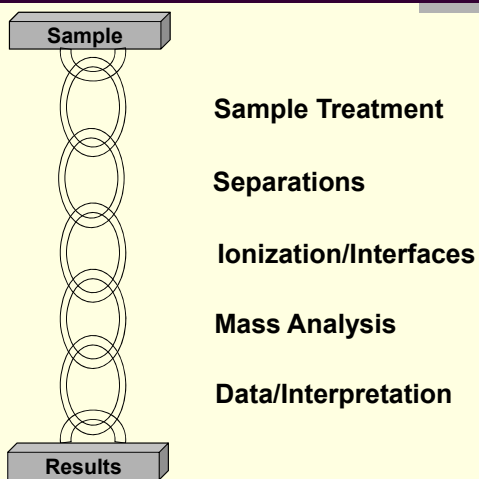 Sample
Sample Treatment
Separations
Ionization/Interfaces
Mass Analysis
Data/Interpretation
Results